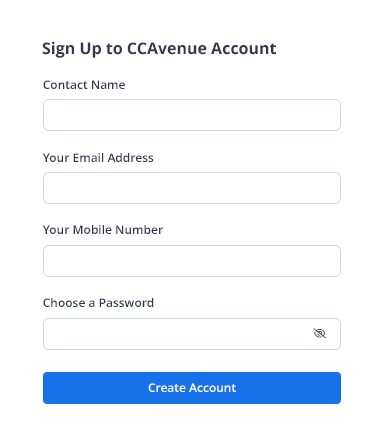 Sign Up to CCAvenue Account
Contact Name
Your Email Address
Your Mobile Number
Choose a Password
Create Account